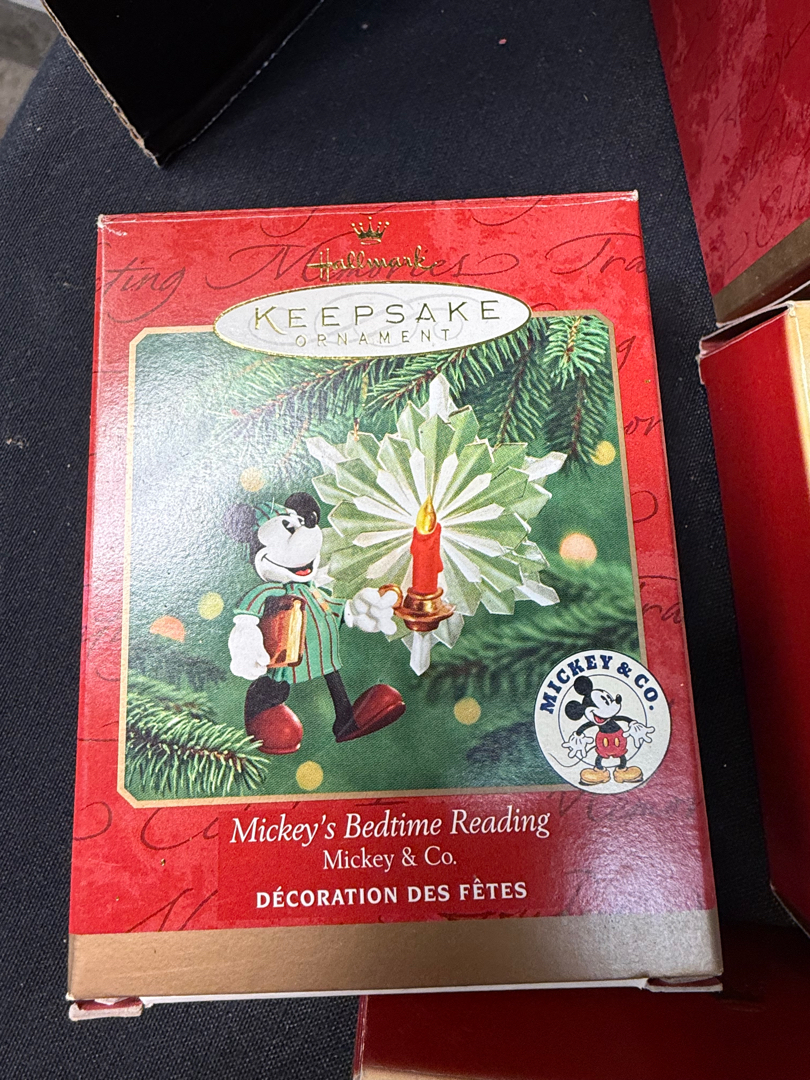 Hallmark
KEEPSAKE
ORNAMENT
MICKEY & CO.
Mickey's Bedtime Reading
Mickey & Co.
DÉCORATION DES FÊTES